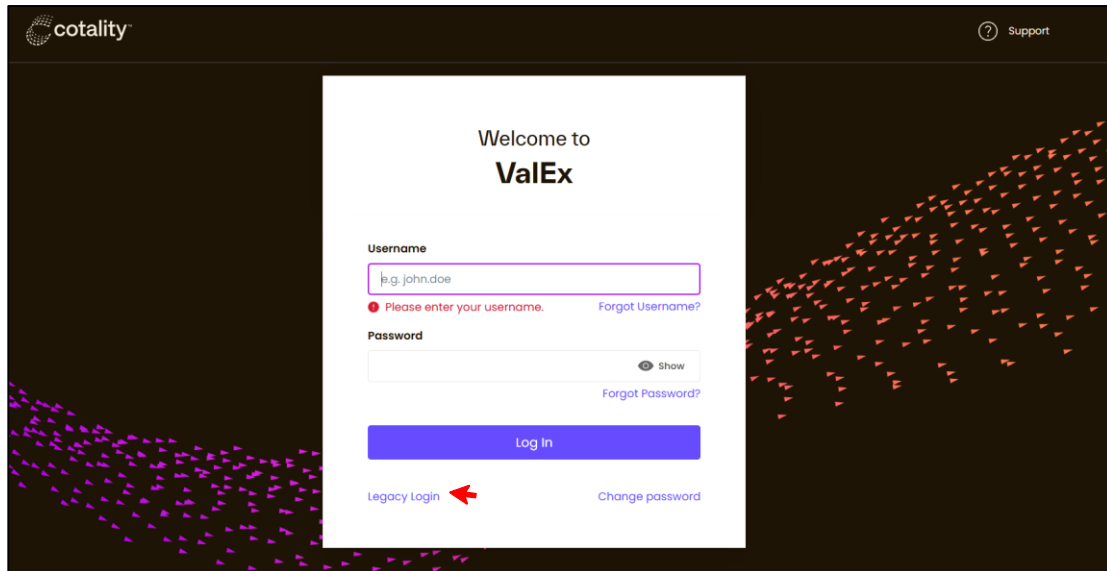 cotality™
Support
Welcome to
ValEx
Username
e.g. john.doe
Please enter your username.
Forgot Username?
Password
Show
Forgot Password?
Log In
Legacy Login
Change password